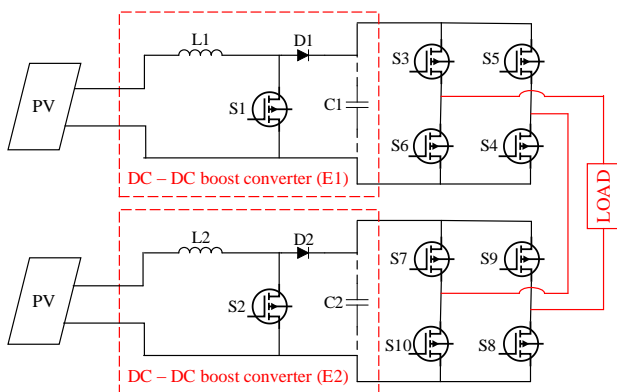 L1
D1
S3
S5
PV
S1
C1
S6
S4
DC – DC boost converter (E1)
LOAD
L2
D2
S7
S9
PV
S2
C2
S10
S8
DC – DC boost converter (E2)